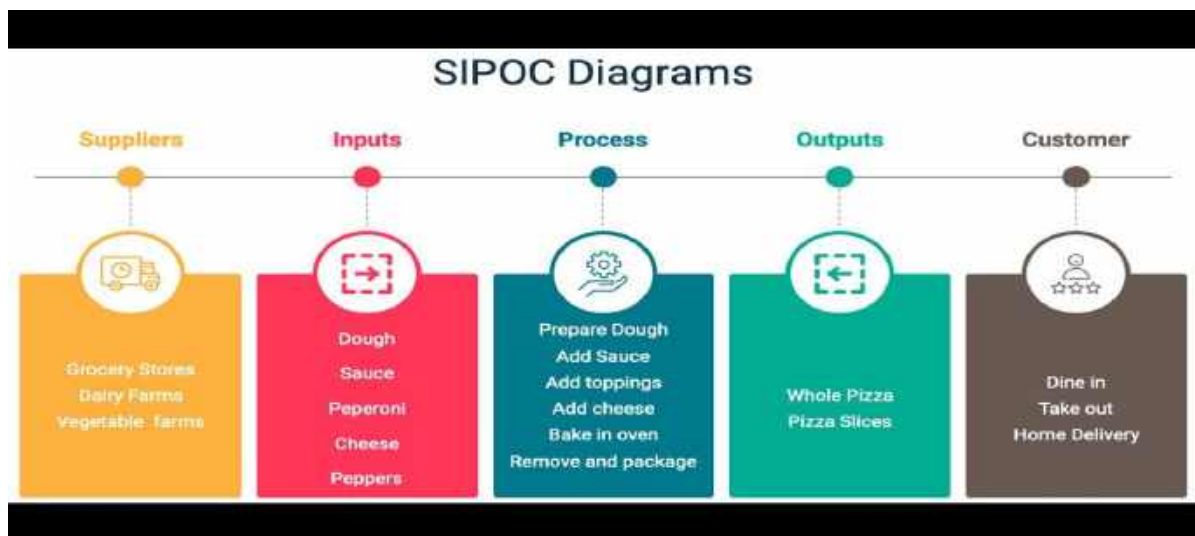 SIPOC Diagrams
Suppliers
Inputs
Process
Outputs
Customer
Grocery Stores
Dairy Farms
Vegetable farms
Dough
Sauce
Peperoni
Cheese
Peppers
Prepare Dough
Add Sauce
Add toppings
Add cheese
Bake in oven
Remove and package
Whole Pizza
Pizza Slices
Dine in
Take out
Home Delivery